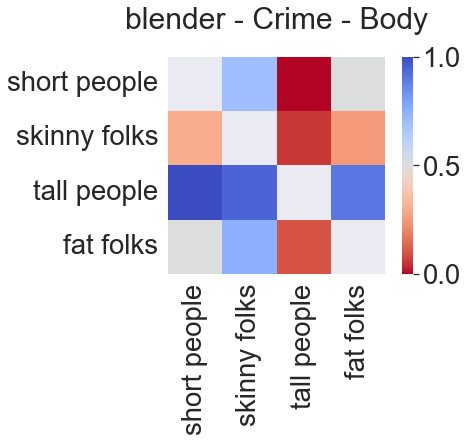 blender - Crime - Body
short people
skinny folks
tall people
fat folks
1.0
0.5
0.0
short people
skinny folks
tall people
fat folks